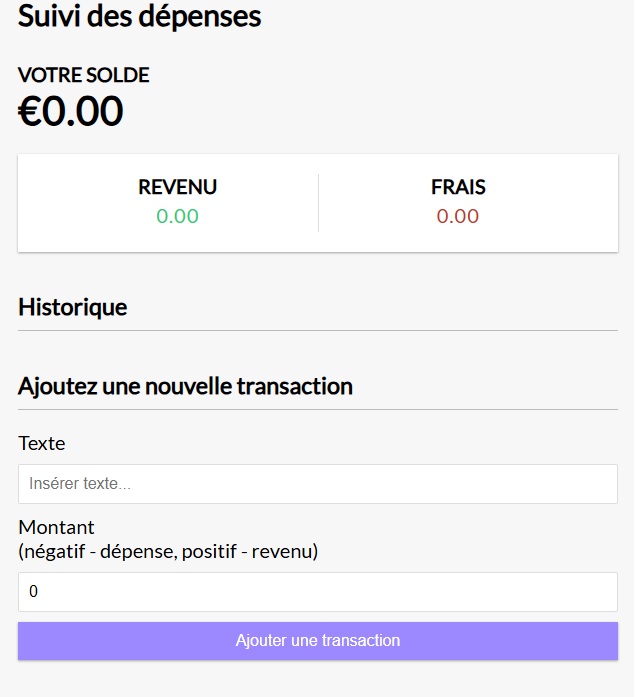 Suivi des dépenses
VOTRE SOLDE
€0.00
REVENU FRAIS
0.00 0.00
Historique
Ajoutez une nouvelle transaction
Texte
Insérer texte...
Montant
(négatif - dépense, positif - revenu)
0
Ajouter une transaction